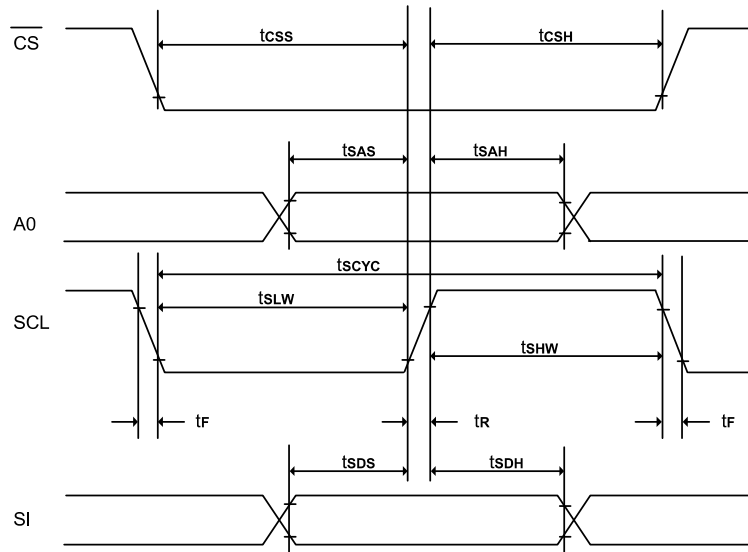 CS
tCSS
tCSH
tSAS
tSAH
A0
tSCYC
tSLW
SCL
tSHW
tF
tR
tF
tSDS
tSDH
SI